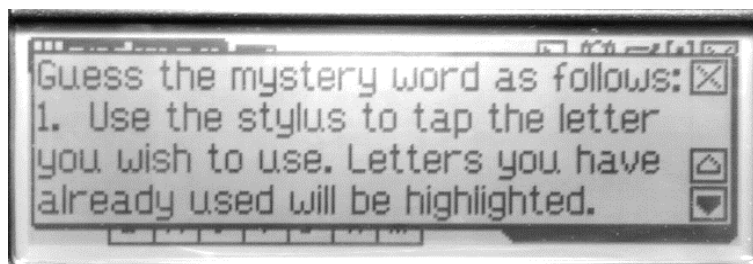 Guess the mystery word as follows:
1. Use the stylus to tap the letter
you wish to use. Letters you have
already used will be highlighted.